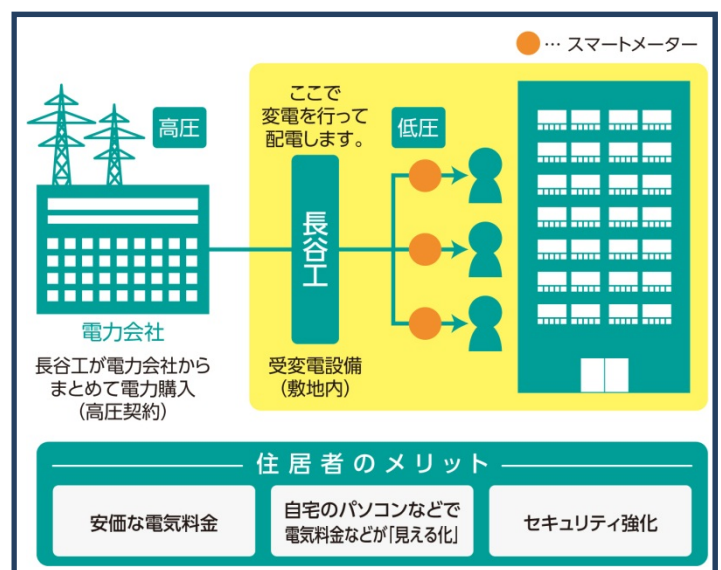 … スマートメーター
高圧
ここで
変電を行って
配電します。
低圧
長谷工
電力会社
長谷工が電力会社から
まとめて電力購入
（高圧契約）
受変電設備
（敷地内）
住居者のメリット
安価な電気料金
自宅のパソコンなどで
電気料金などが「見える化」
セキュリティ強化